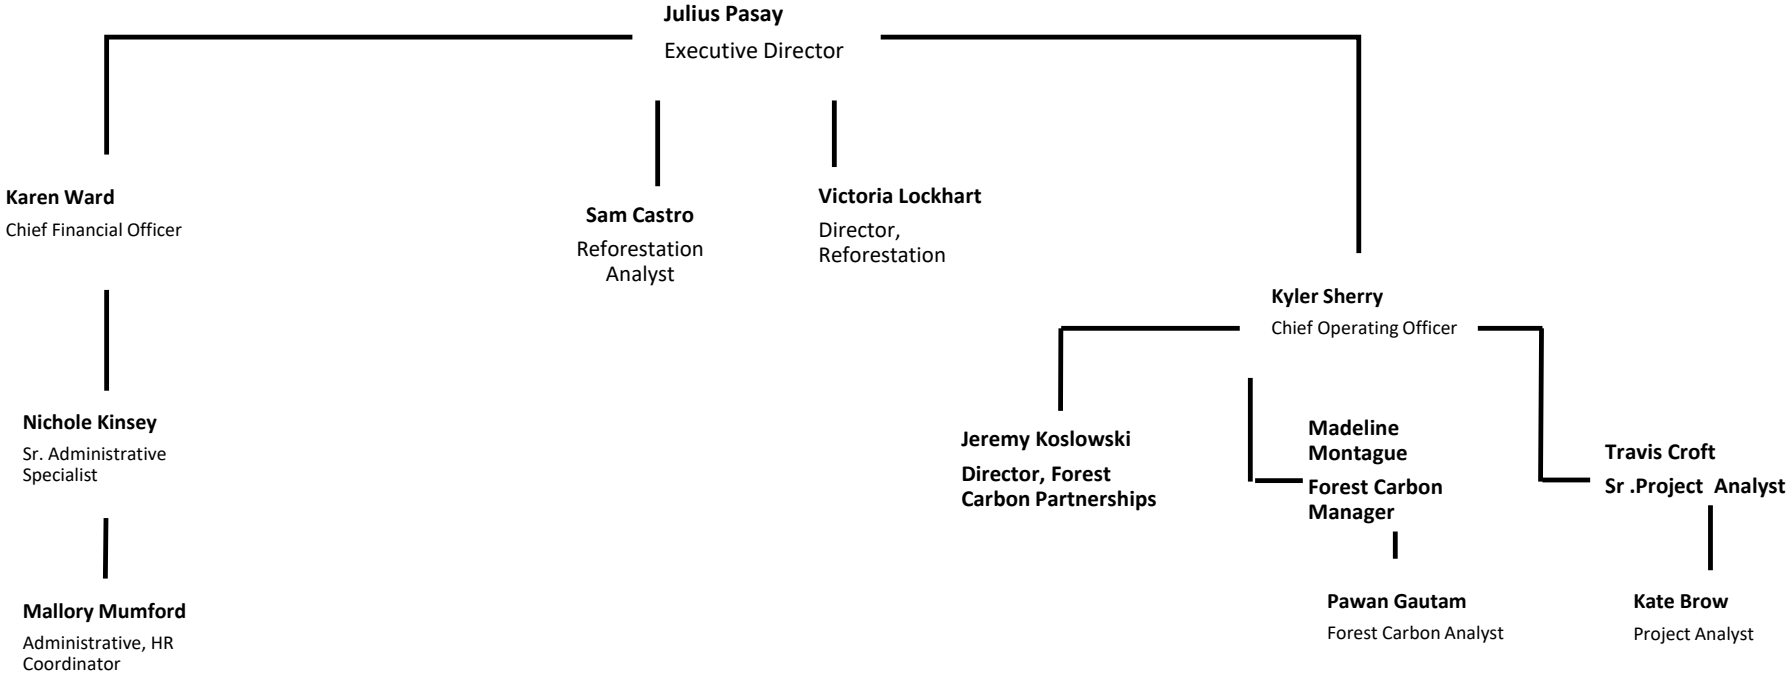 Julius Pasay
Executive Director
Karen Ward
Chief Financial Officer
Sam Castro
Reforestation
Analyst
Victoria Lockhart
Director,
Reforestation
Kyler Sherry
Chief Operating Officer
Nichole Kinsey
Sr. Administrative
Specialist
Jeremy Koslowski
Director, Forest
Carbon Partnerships
Madeline
Montague
Forest Carbon
Manager
Travis Croft
Sr .Project  Analyst
Mallory Mumford
Administrative, HR
Coordinator
Pawan Gautam
Forest Carbon Analyst
Kate Brow
Project Analyst